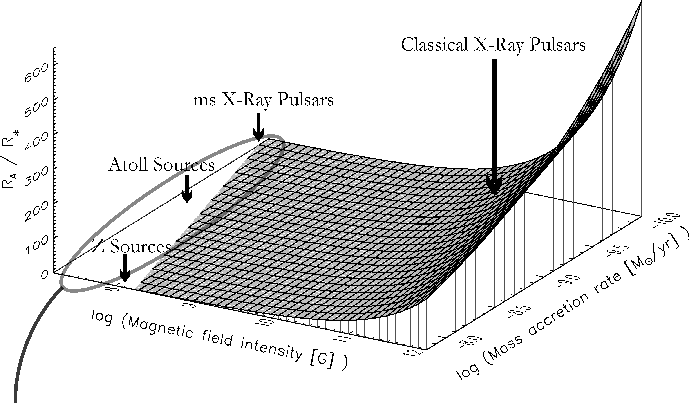 Classical X-Ray Pulsars
ms X-Ray Pulsars
Atoll Sources
Z Sources
600
500
400
300
200
100
0
R_A / R_*
log (Magnetic field intensity [G] )
log (Mass accretion rate [M⊙/yr] )